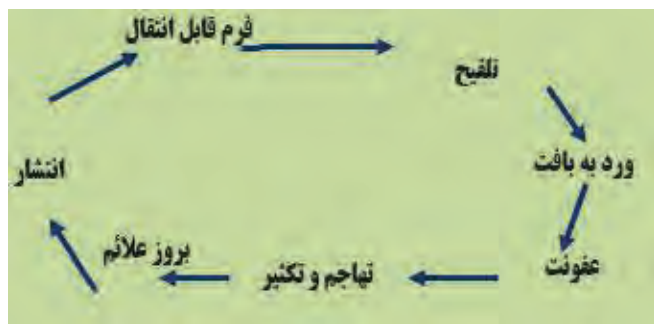 فرم قابل انتقال
تلقیح
ورد به بافت
عفونت
تهاجم و تکثیر
بروز علائم
انتشار